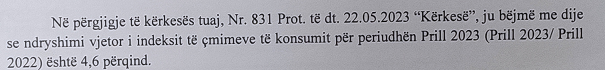 Në përgjigje të kërkesës tuaj, Nr. 831 Prot. të dt. 22.05.2023 “Kërkesë”, ju bëjmë me dije
se ndryshimi vjetor i indeksit të çmimeve të konsumit për periudhën Prill 2023 (Prill 2023/ Prill
2022) është 4,6 përqind.